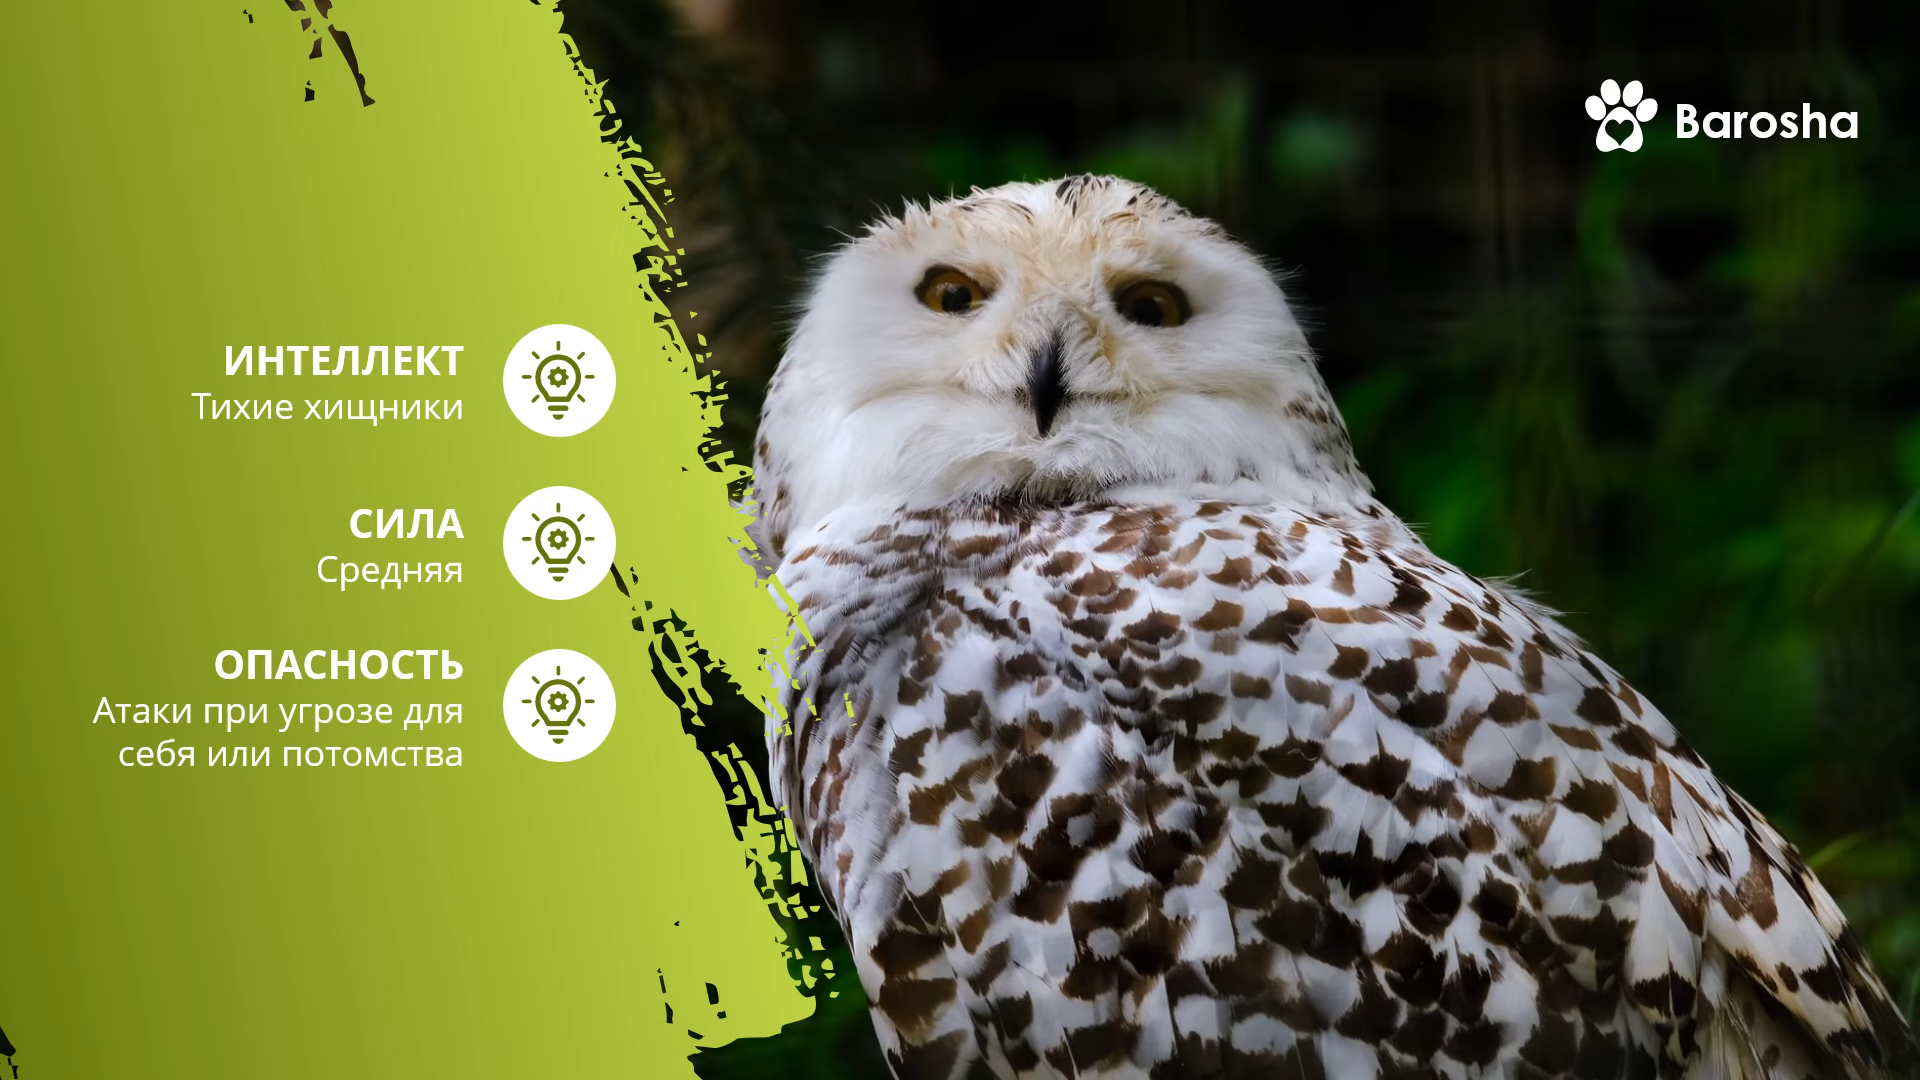 Barosha
ИНТЕЛЛЕКТ
Тихие хищники
СИЛА
Средняя
ОПАСНОСТЬ
Атаки при угрозе для
себя или потомства